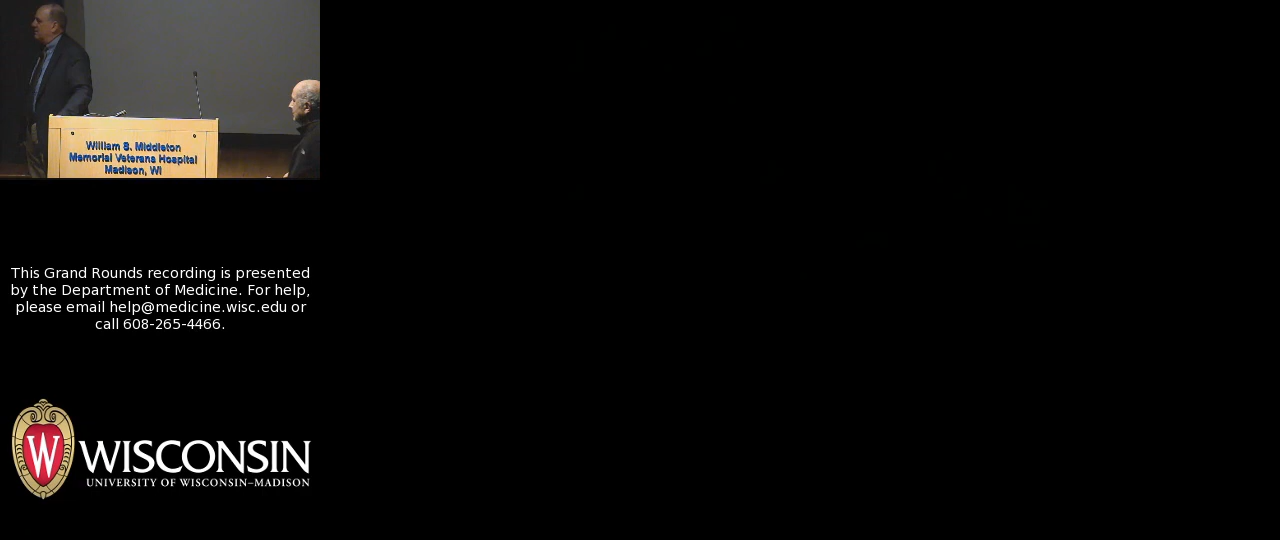 William S. Middleton
Memorial Veterans Hospital
Madison, WI
This Grand Rounds recording is presented
by the Department of Medicine. For help,
please email help@medicine.wisc.edu or
call 608-265-4466.
W
WISCONSIN
UNIVERSITY OF WISCONSIN–MADISON